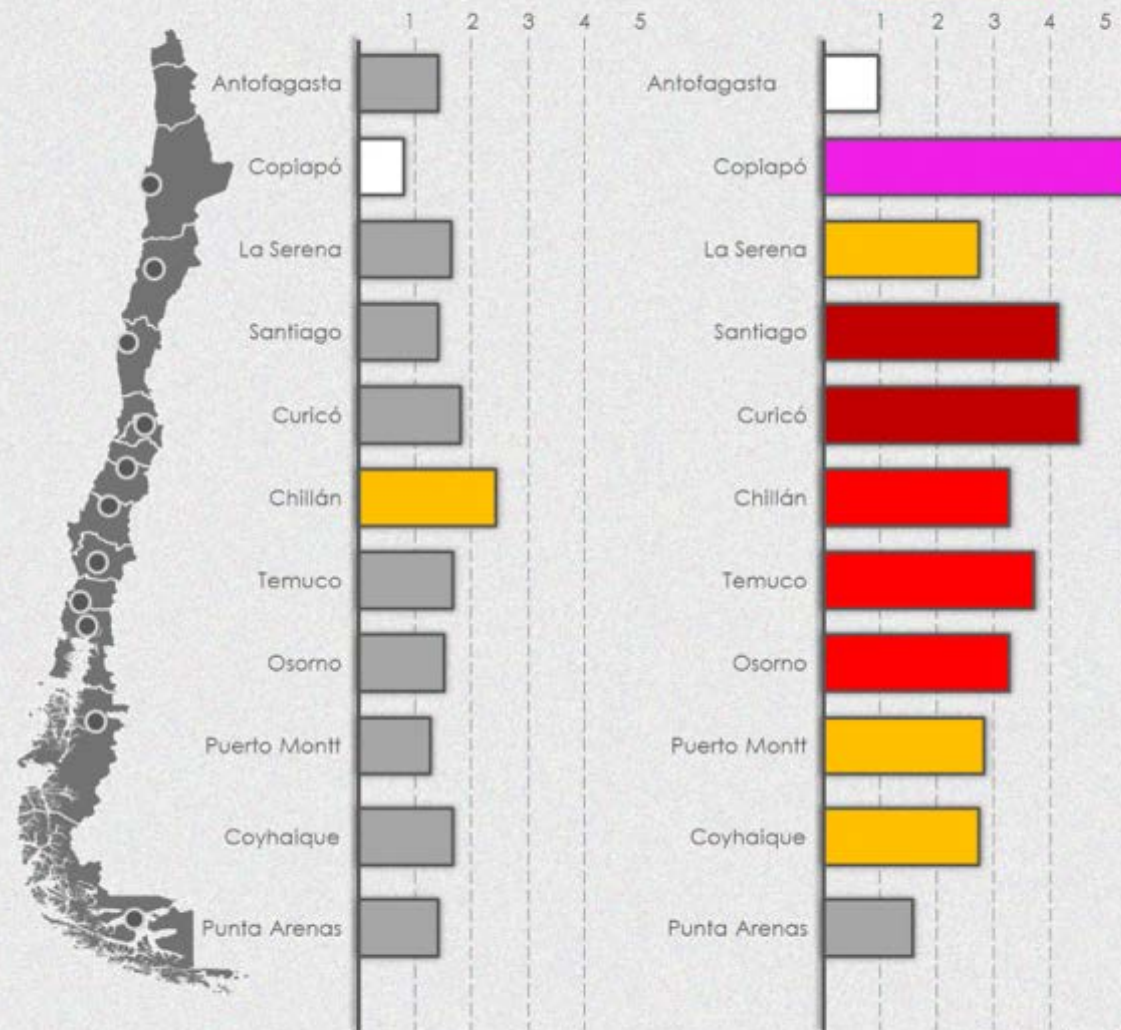 1 2 3 4 5
Antofagasta
Copiapó
La Serena
Santiago
Curicó
Chillán
Temuco
Osorno
Puerto Montt
Coyhaique
Punta Arenas
1 2 3 4 5
Antofagasta
Copiapó
La Serena
Santiago
Curicó
Chillán
Temuco
Osorno
Puerto Montt
Coyhaique
Punta Arenas